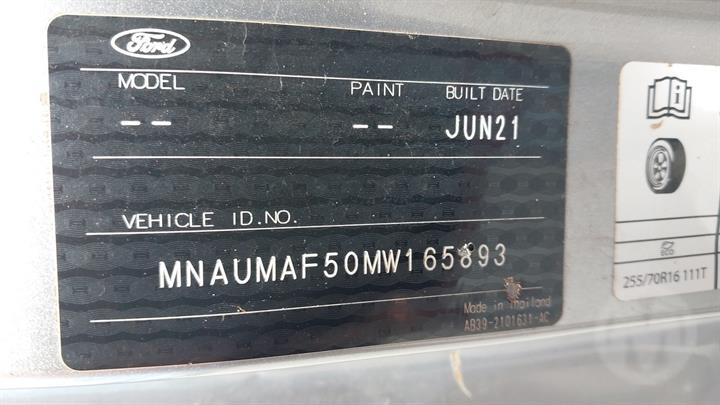 Ford
MODEL PAINT BUILT DATE
-- -- JUN21
VEHICLE ID.NO.
MNAUMAF50MW165893
Made in Thailand
AB39-2101631-AC
i
ECO
255/70R16 111T